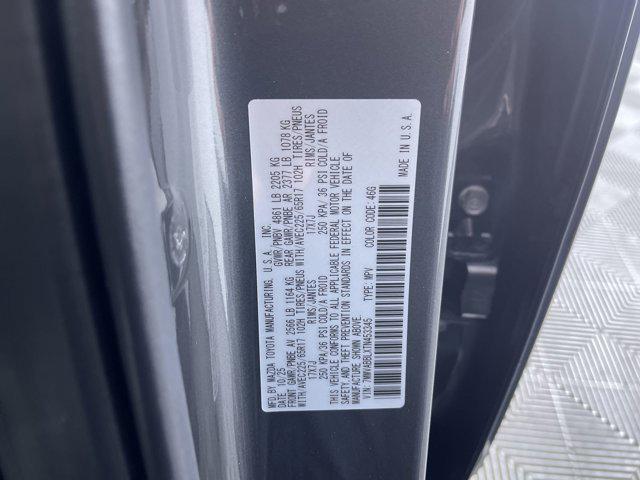 MFD BY MAZDA TOYOTA MANUFACTURING, U.S.A. INC.
DATE: 10/25 GVWR/PNBV 4861 LB 2205 KG
FRONT GAWR/PNBE AV 2566 LB 1164 KG REAR GAWR/PNBE AR 2377 LB 1078 KG
WITH/AVEC225/65R17 102H TIRES/PNEUS WITH/AVEC225/65R17 102H TIRES/PNEUS
17X7J RIMS/JANTES 17X7J RIMS/JANTES
250 KPA/36 PSI COLD/A FROID 250 KPA/ 36 PSI COLD/A FROID
THIS VEHICLE CONFORMS TO ALL APPLICABLE FEDERAL MOTOR VEHICLE
SAFETY AND THEFT PREVENTION STANDARDS IN EFFECT ON THE DATE OF
MANUFACTURE SHOWN ABOVE.
VIN: TYPE: MPV COLOR CODE: 46G
MADE IN U.S.A.